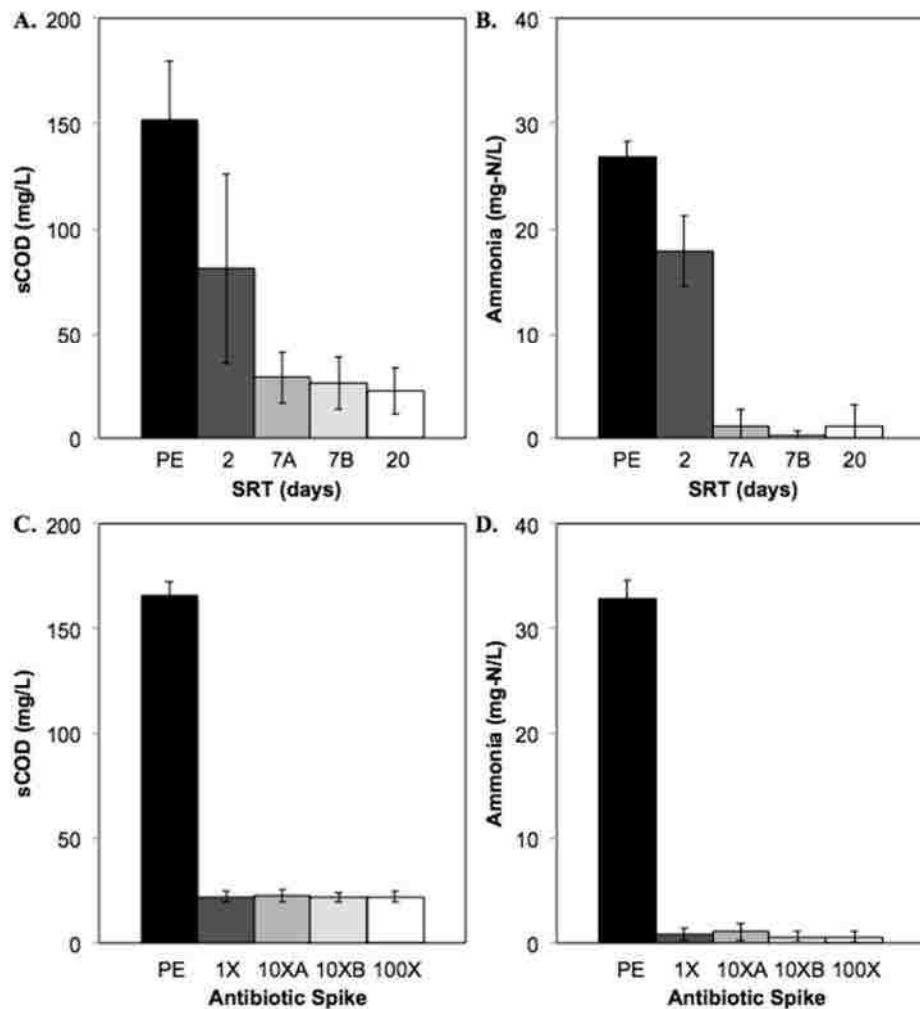 A.
200
150
100
50
0
sCOD (mg/L)
PE 2 7A 7B 20
SRT (days)
B.
40
30
20
10
0
Ammonia (mg-N/L)
PE 2 7A 7B 20
SRT (days)
C.
200
150
100
50
0
sCOD (mg/L)
PE 1X 10XA 10XB 100X
Antibiotic Spike
D.
40
30
20
10
0
Ammonia (mg-N/L)
PE 1X 10XA 10XB 100X
Antibiotic Spike